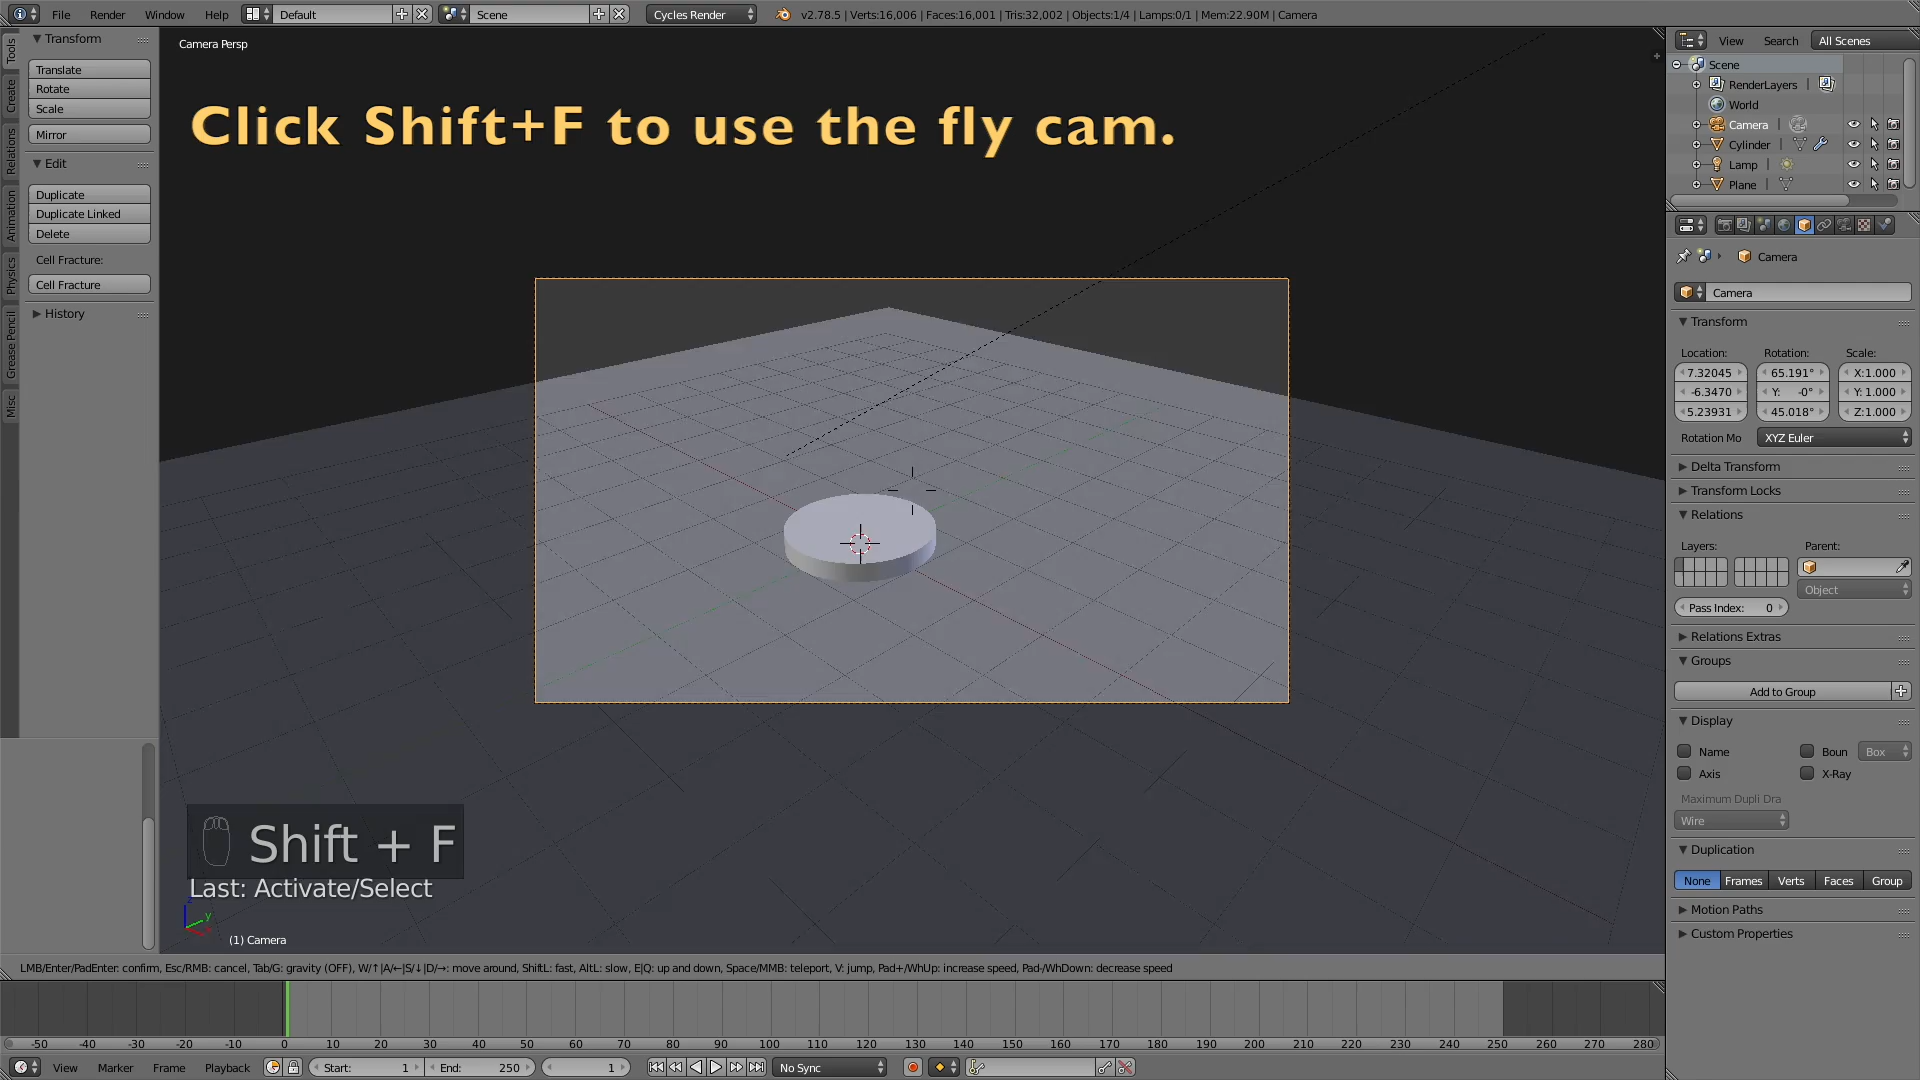 File Render Window Help Default Scene Cycles Render v2.78.5 | Verts:16,006 | Faces:16,001 | Tris:32,002 | Objects:1/4 | Lamps:0/1 | Mem:22.90M | Camera
Tools
Create
Relations
Animation
Physics
Grease Pencil
Misc
Transform
Translate
Rotate
Scale
Mirror
Edit
Duplicate
Duplicate Linked
Delete
Cell Fracture:
Cell Fracture
History
Camera Persp
Click Shift+F to use the fly cam.
Shift + F
Last: Activate/Select
z
y
(1) Camera
View Search All Scenes
Scene
RenderLayers |
World
Camera |
Cylinder |
Lamp |
Plane |
Camera
Camera
Transform
Location: Rotation: Scale:
7.32045 65.191° X:1.000
-6.3470 Y: -0° Y: 1.000
5.23931 45.018° Z:1.000
Rotation Mo XYZ Euler
Delta Transform
Transform Locks
Relations
Layers: Parent:
Object
Pass Index: 0
Relations Extras
Groups
Add to Group
Display
Name Boun Box
Axis X-Ray
Maximum Dupli Dra
Wire
Duplication
None Frames Verts Faces Group
Motion Paths
Custom Properties
LMB/Enter/PadEnter: confirm, Esc/RMB: cancel, Tab/G: gravity (OFF), W/↑|A/←|S/↓|D/→: move around, ShiftL: fast, AltL: slow, E|Q: up and down, Space/MMB: teleport, V: jump, Pad+/WhUp: increase speed, Pad-/WhDown: decrease speed
-50 -40 -30 -20 -10 0 10 20 30 40 50 60 70 80 90 100 110 120 130 140 150 160 170 180 190 200 210 220 230 240 250 260 270 280
View Marker Frame Playback Start: 1 End: 250 1 No Sync